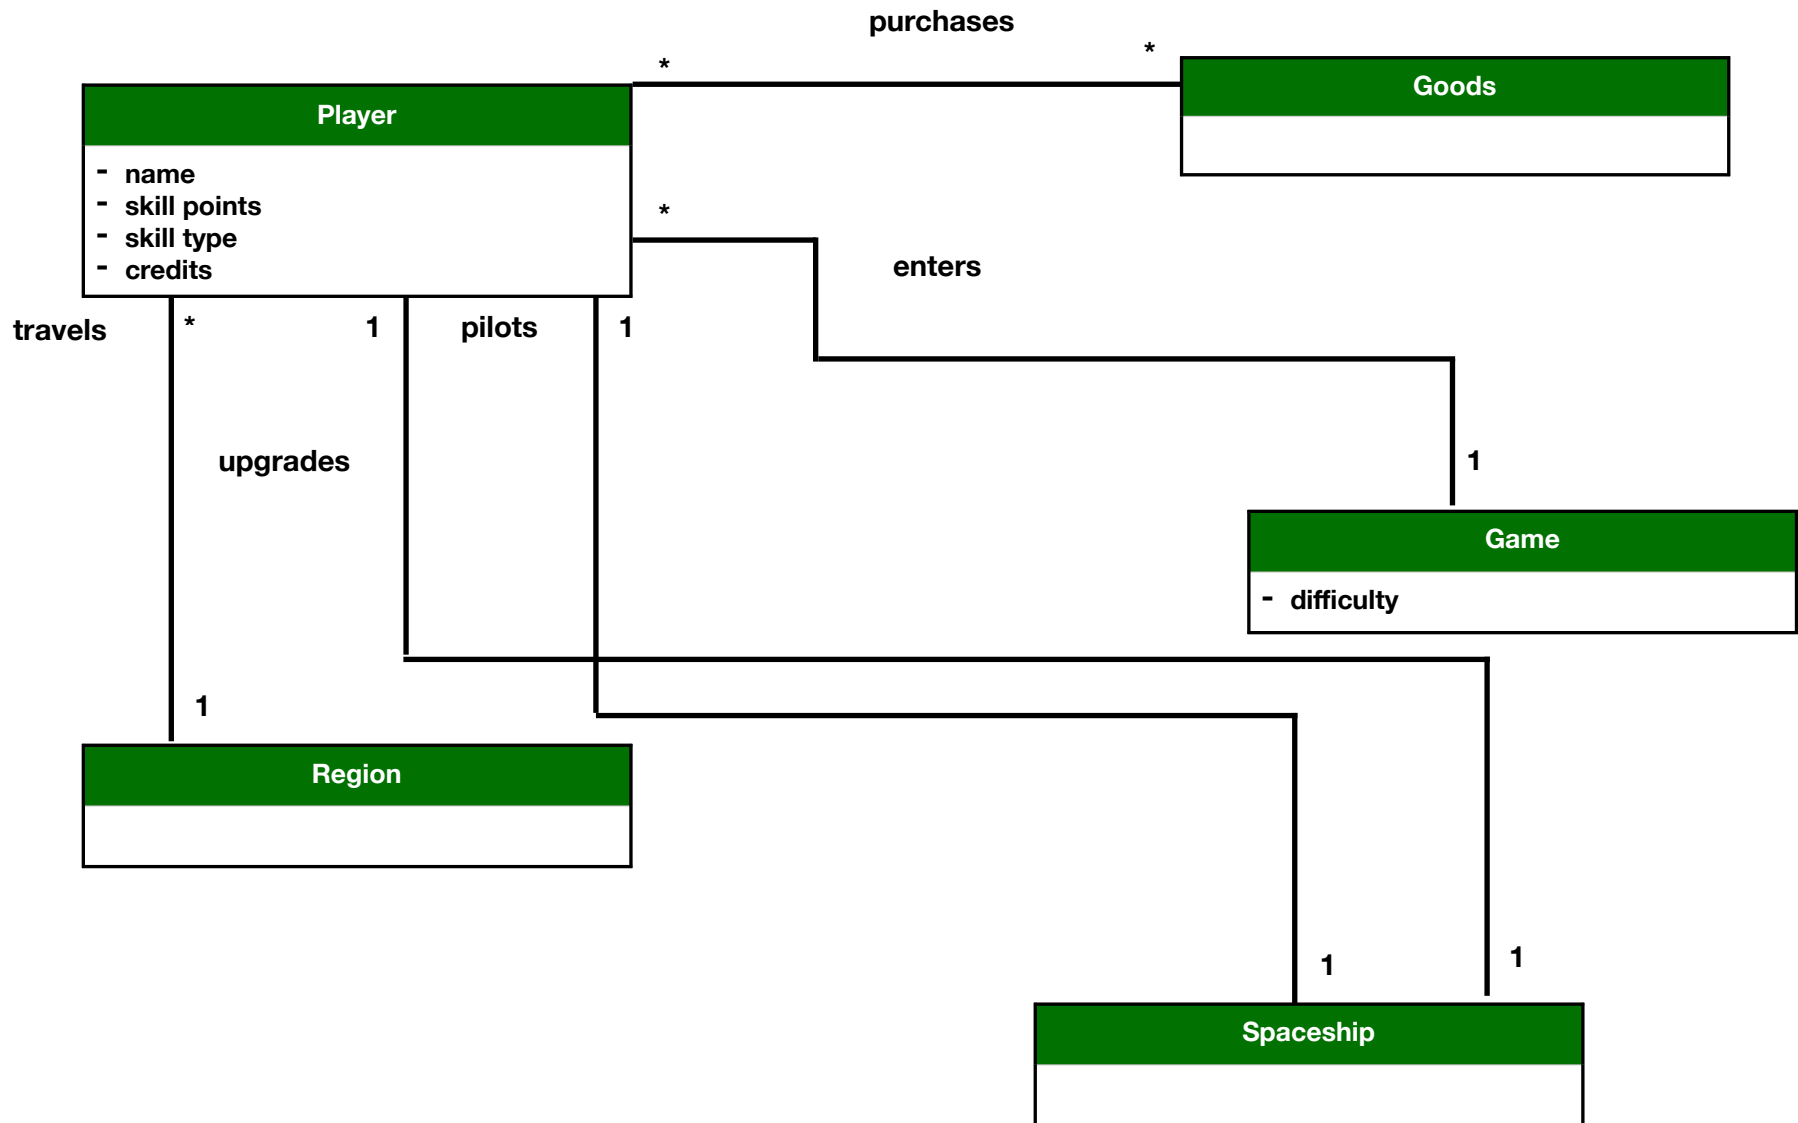 purchases
* *
Goods
Player
- name
- skill points
- skill type
- credits
*
enters
travels * 1 pilots 1
upgrades
1
Game
- difficulty
1
Region
1 1
Spaceship